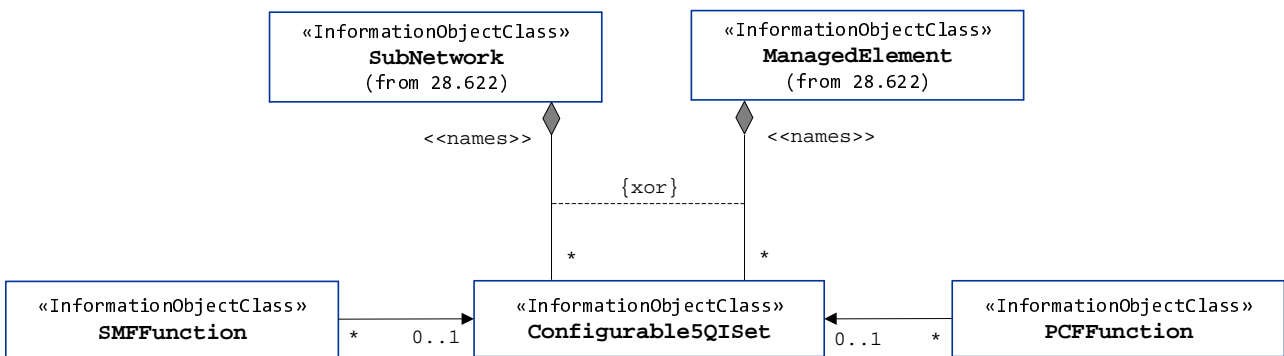 «InformationObjectClass»
SubNetwork
(from 28.622)
«InformationObjectClass»
ManagedElement
(from 28.622)
<<names>>
<<names>>
{xor}
*
*
«InformationObjectClass»
SMFFunction
*
0..1
«InformationObjectClass»
Configurable5QISet
0..1
*
«InformationObjectClass»
PCFFunction